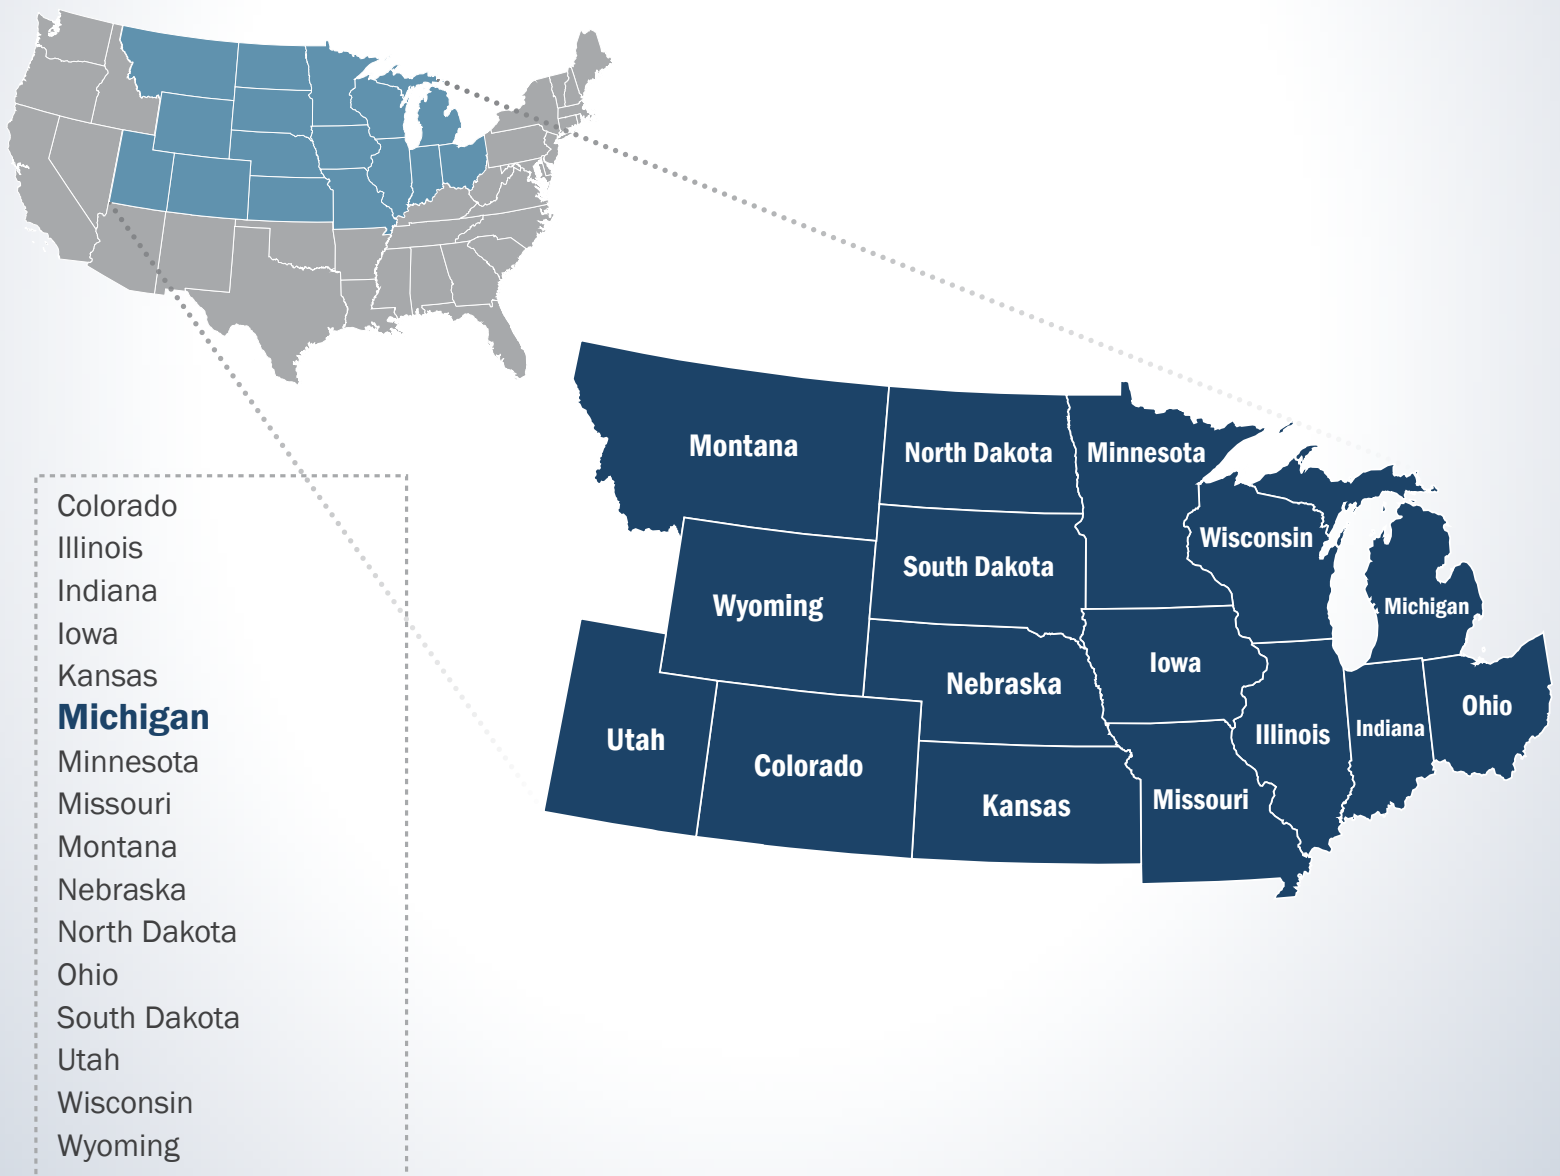 Montana
North Dakota
Minnesota
Wisconsin
South Dakota
Wyoming
Michigan
Iowa
Nebraska
Ohio
Utah
Illinois
Indiana
Colorado
Kansas
Missouri
Colorado
Illinois
Indiana
Iowa
Kansas
Michigan
Minnesota
Missouri
Montana
Nebraska
North Dakota
Ohio
South Dakota
Utah
Wisconsin
Wyoming